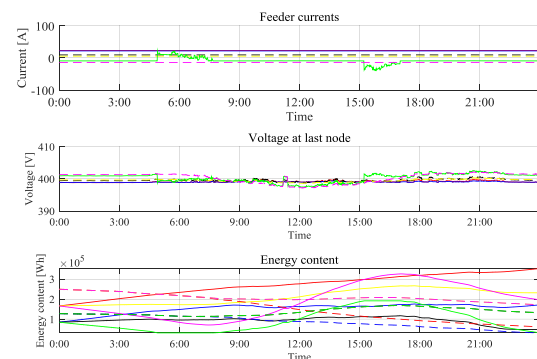 Feeder currents
Current [A]
100
0
-100
0:00 3:00 6:00 9:00 12:00 15:00 18:00 21:00
Time
Voltage at last node
Voltage [V]
410
400
390
0:00 3:00 6:00 9:00 12:00 15:00 18:00 21:00
Time
Energy content
× 10⁵
Energy content [Wh]
3
2
1
0:00 3:00 6:00 9:00 12:00 15:00 18:00 21:00
Time